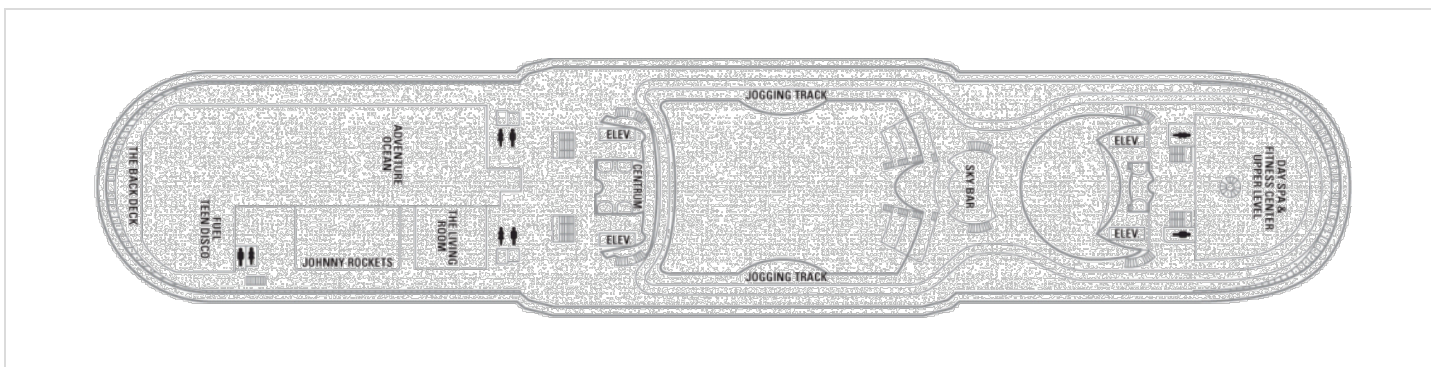 THE BACK DECK
FUEL
TEEN DISCO
ADVENTURE
OCEAN
JOHNNY ROCKETS
THE LIVING
ROOM
ELEV.
CENTRUM
ELEV.
JOGGING TRACK
JOGGING TRACK
SKY BAR
ELEV.
ELEV.
DAY SPA &
FITNESS CENTER
UPPER LEVEL